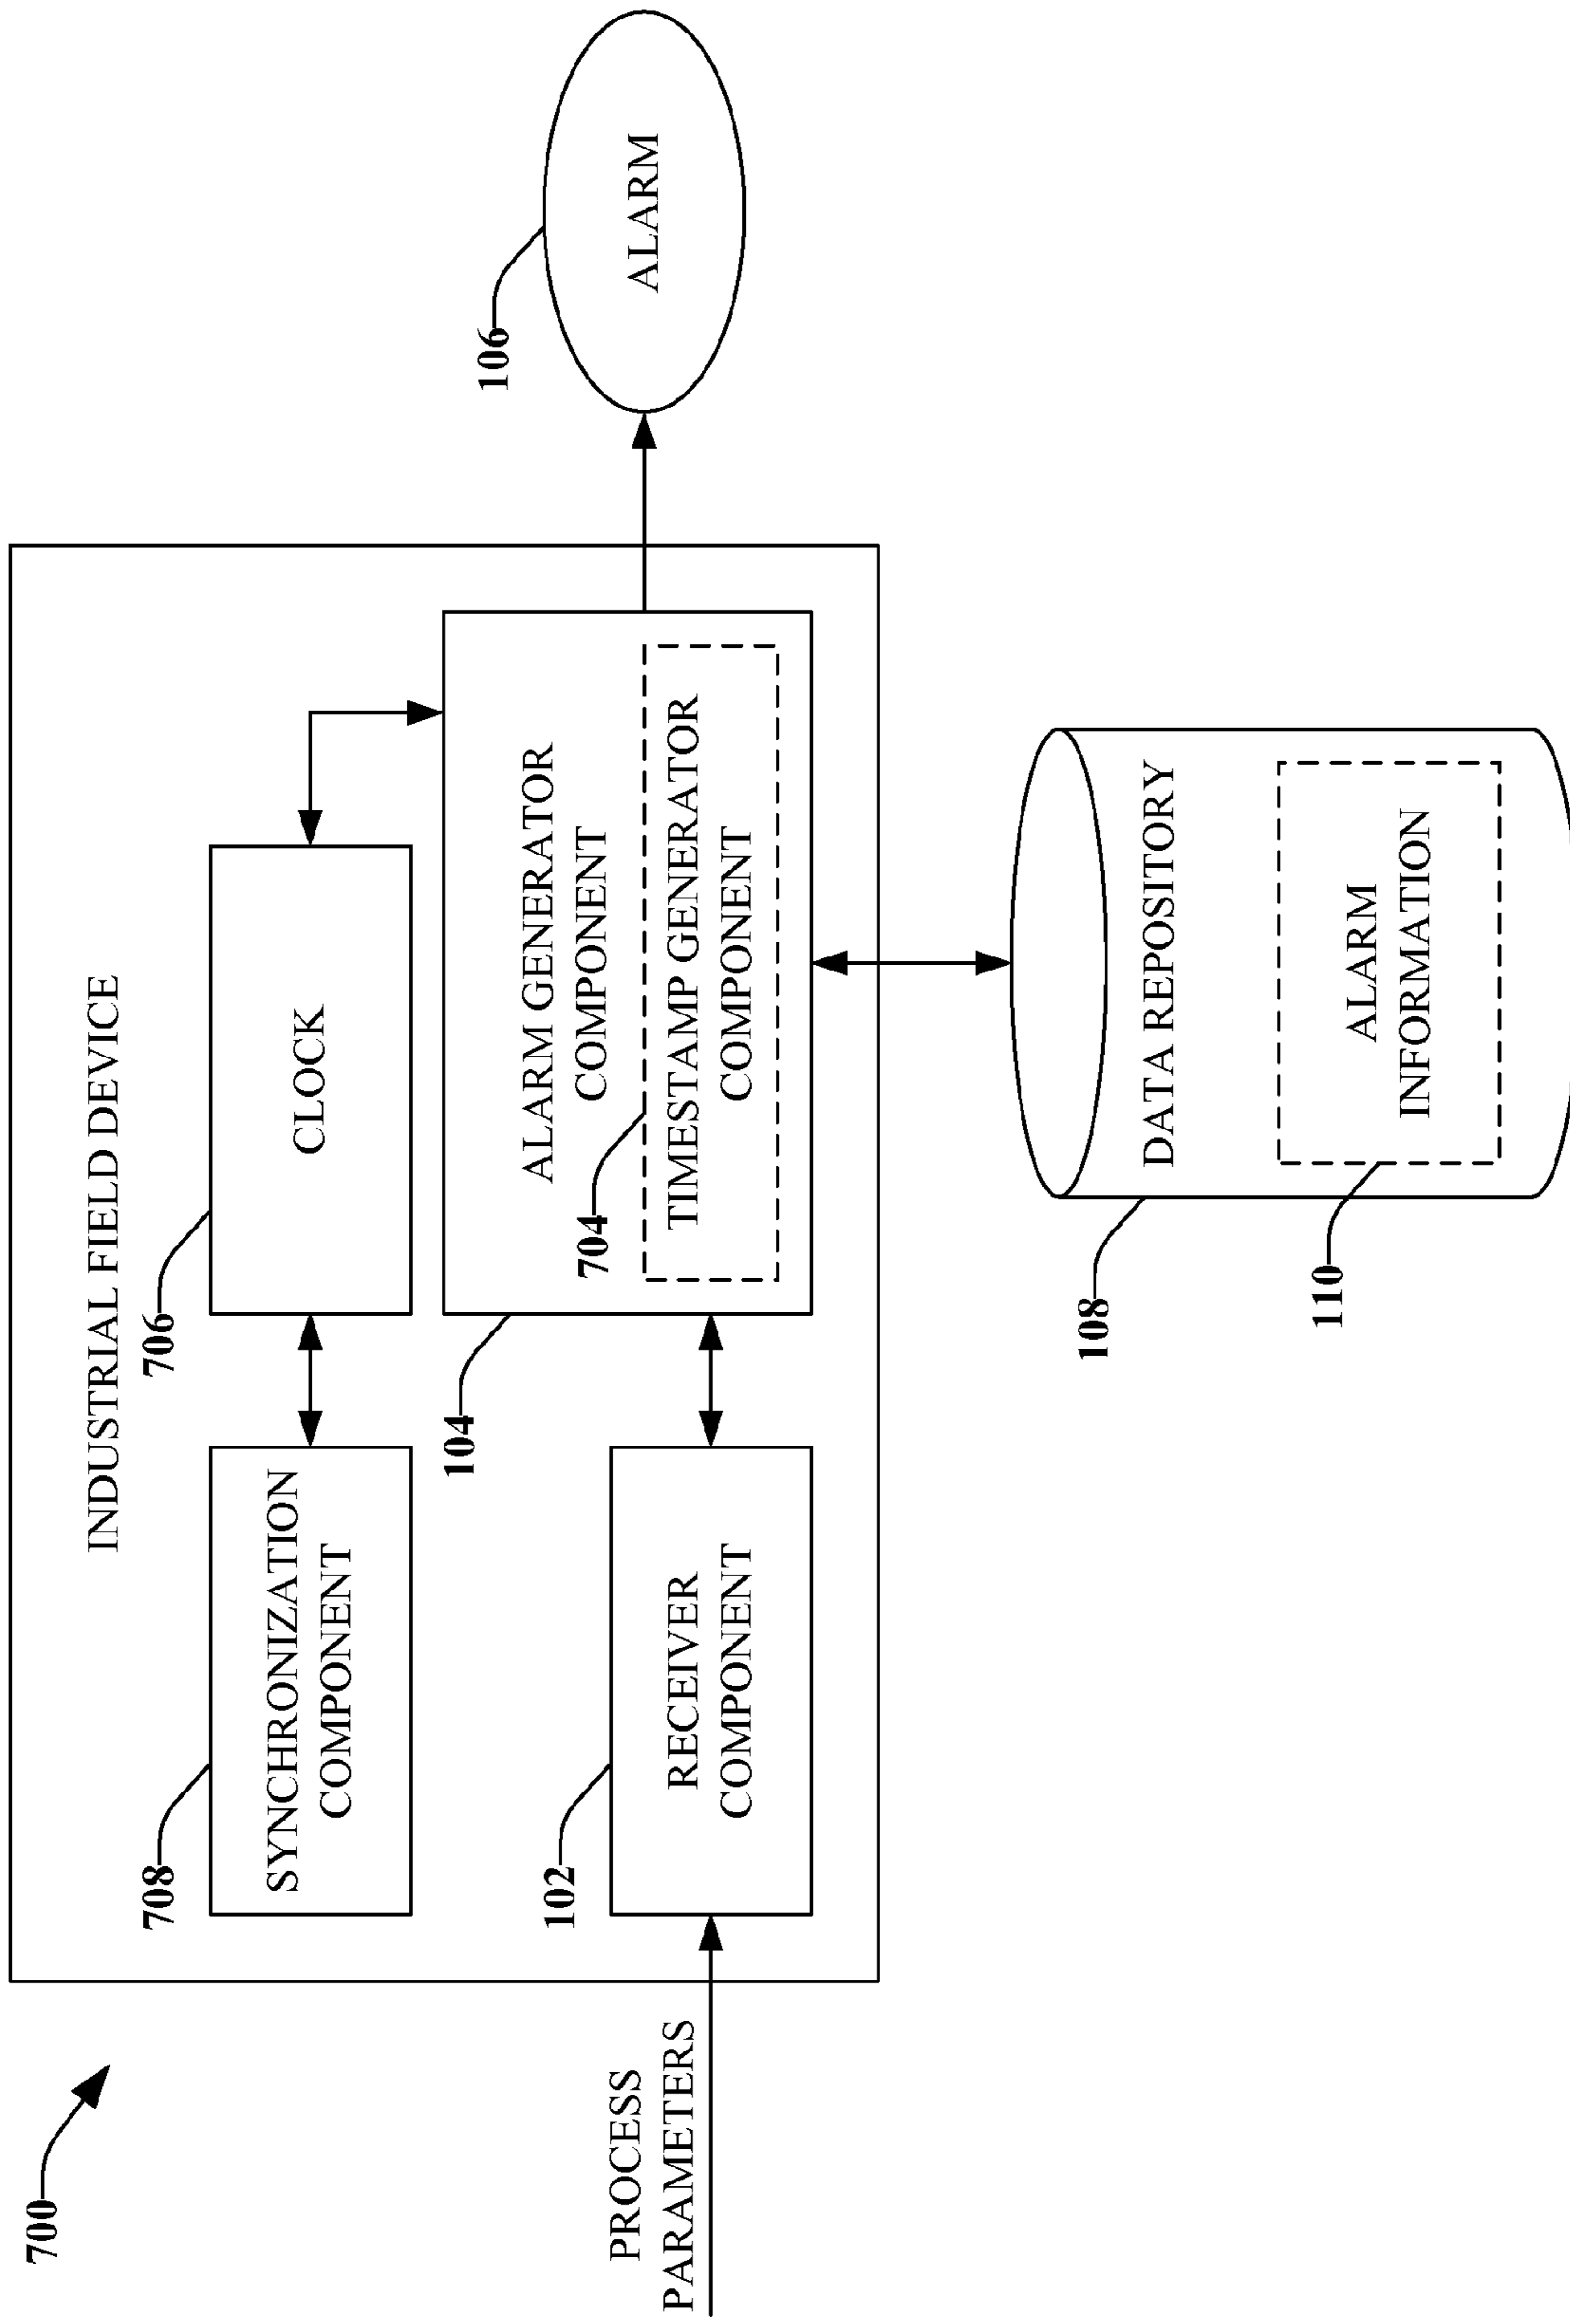 700
INDUSTRIAL FIELD DEVICE
708
SYNCHRONIZATION
COMPONENT
706
CLOCK
PROCESS
PARAMETERS
102
RECEIVER
COMPONENT
104
ALARM GENERATOR
COMPONENT
704
TIMESTAMP GENERATOR
COMPONENT
106
ALARM
108
DATA REPOSITORY
110
ALARM
INFORMATION